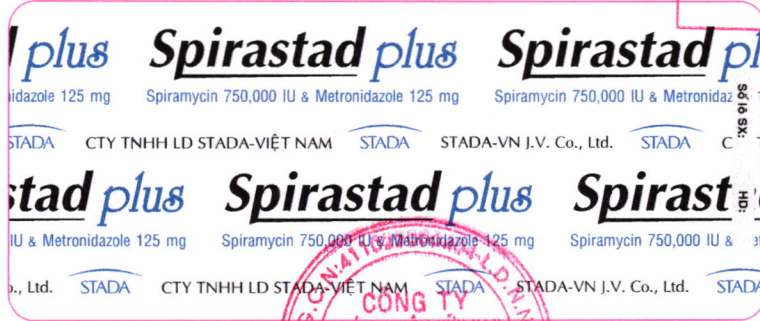 plus Spirastad plus Spirastad pl
idazole 125 mg Spiramycin 750,000 IU & Metronidazole 125 mg Spiramycin 750,000 IU & Metronidaz
STADA CTY TNHH LD STADA-VIỆT NAM STADA STADA-VN J.V. Co., Ltd. STADA C
Số lô SX:
stad plus Spirastad plus Spirast
IU & Metronidazole 125 mg Spiramycin 750,000 IU & Metronidazole 125 mg Spiramycin 750,000 IU &
HD:
., Ltd. STADA CTY TNHH LD STADA-VIỆT NAM STADA STADA-VN J.V. Co., Ltd. STADA
CÔNG TY